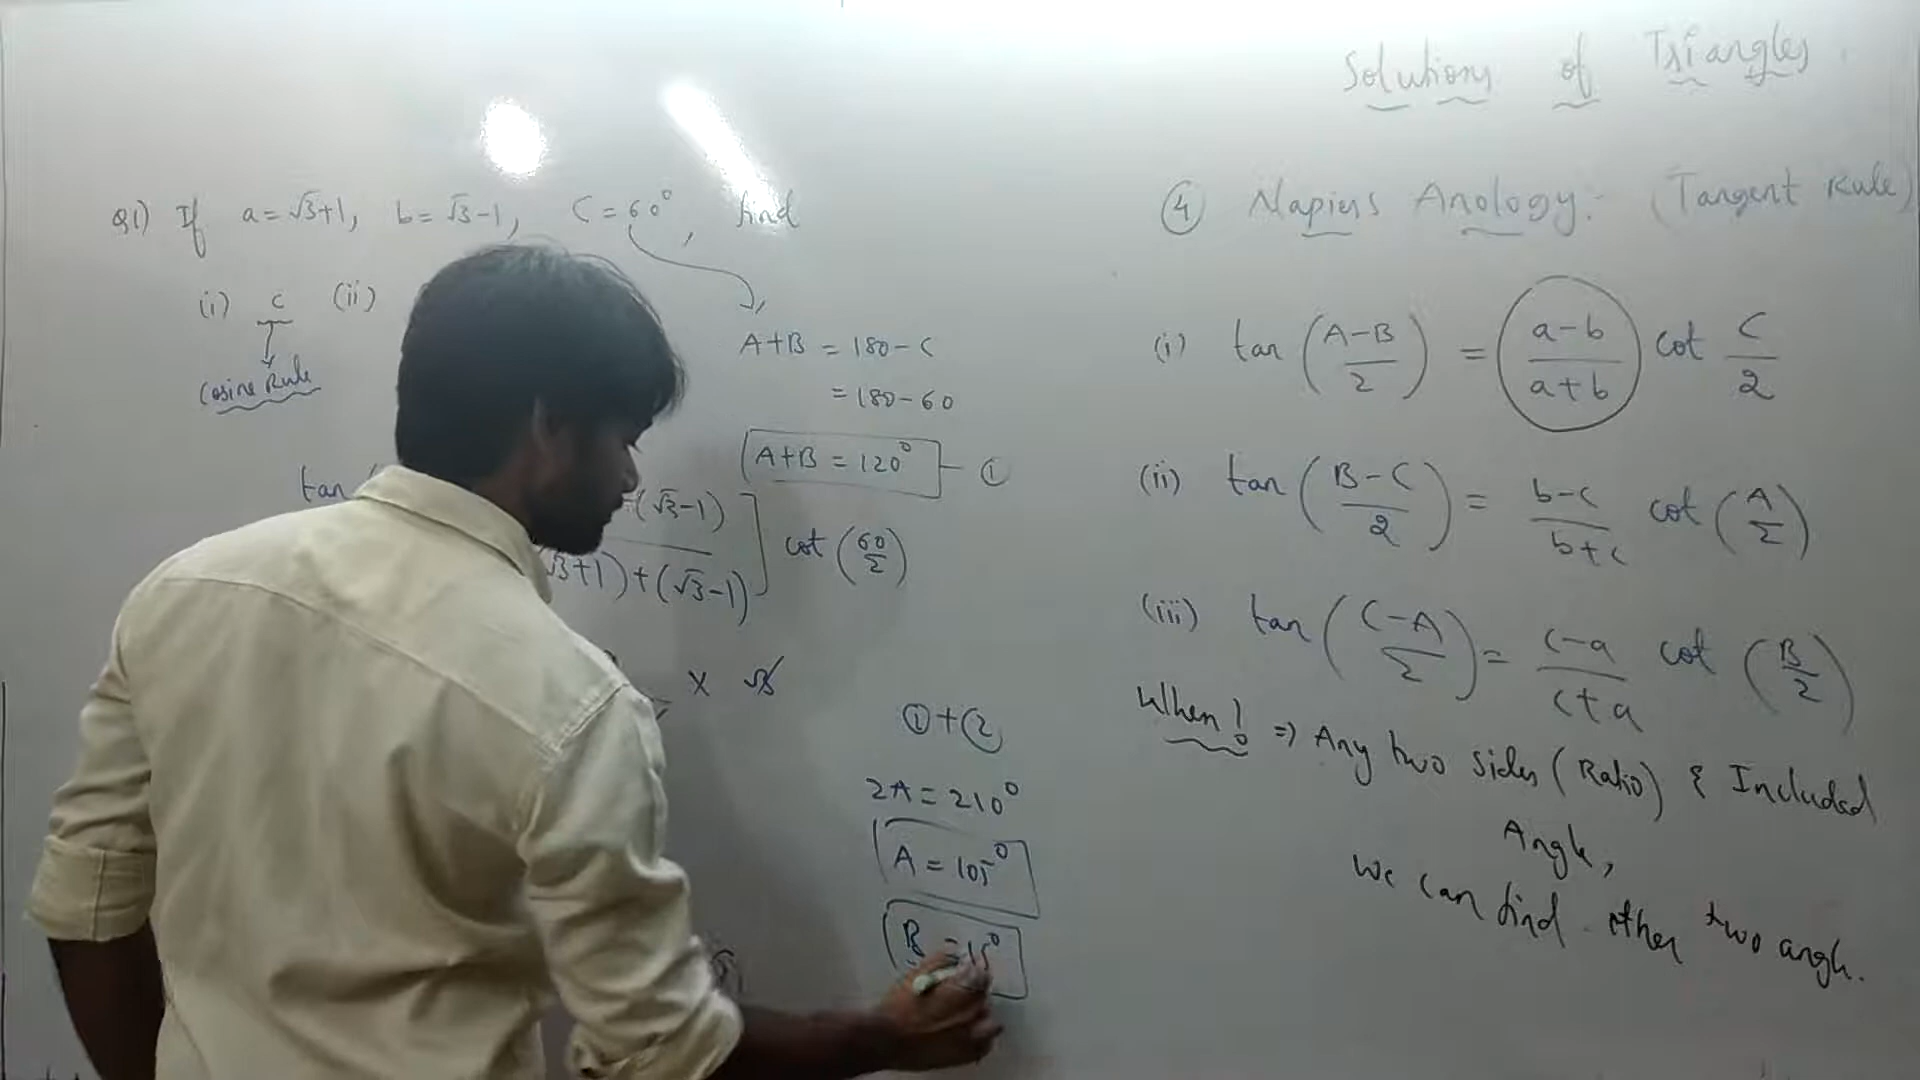 Solutions of Triangles
Q1) If a = √3+1, b = √3-1, C = 60°, find
(i) c (ii)
Cosine Rule
A+B = 180 - C
= 180 - 60
A+B = 120° - ①
tan
(√3-1)
√3+1) + (√3-1)
] cot (60/2)
x √3
① + ②
2A = 210°
A = 105°
B = 15°
④ Napiers Anology:- (Tangent Rule)
(i) tan (A-B/2) = a-b/a+b cot C/2
(ii) tan (B-C/2) = b-c/b+c cot (A/2)
(iii) tan (C-A/2) = c-a/c+a cot (B/2)
When? ⇒ Any two sides (Ratio) & Included
Angle,
We can find other two angle.